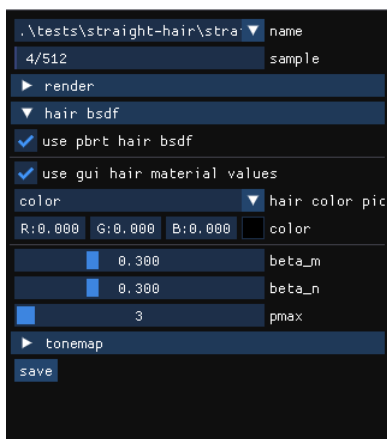 .\tests\straight-hair\stra name
4/512 sample
render
hair bsdf
use pbrt hair bsdf
use gui hair material values
color hair color pic
R:0.000 G:0.000 B:0.000 color
0.300 beta_m
0.300 beta_n
3 pmax
tonemap
save